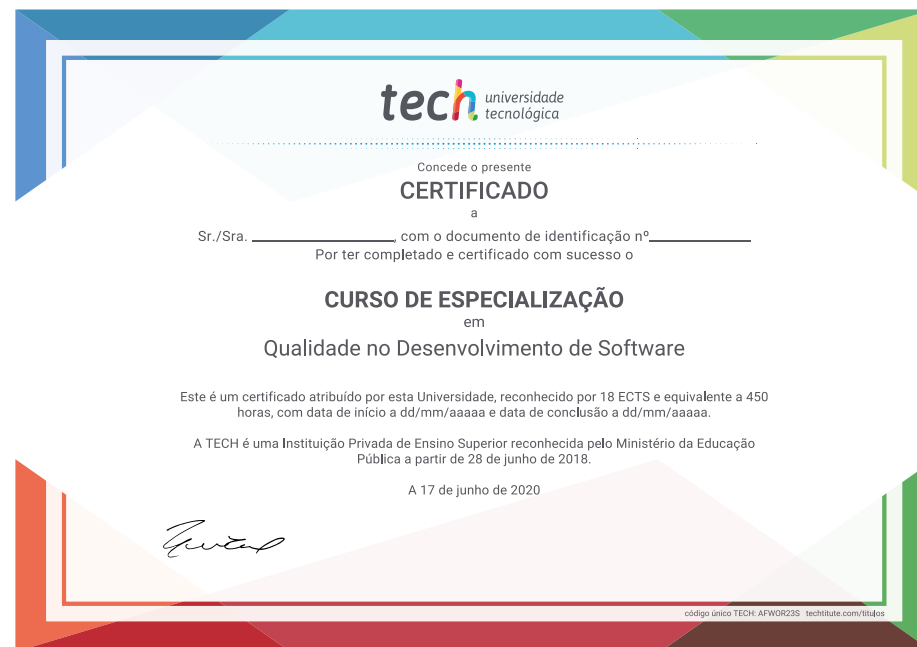 tech universidade
tecnológica
Concede o presente
CERTIFICADO
a
Sr./Sra. ____________, com o documento de identificação nº____________
Por ter completado e certificado com sucesso o
CURSO DE ESPECIALIZAÇÃO
em
Qualidade no Desenvolvimento de Software
Este é um certificado atribuído por esta Universidade, reconhecido por 18 ECTS e equivalente a 450
horas, com data de início a dd/mm/aaaaa e data de conclusão a dd/mm/aaaaa.
A TECH é uma Instituição Privada de Ensino Superior reconhecida pelo Ministério da Educação
Pública a partir de 28 de junho de 2018.
A 17 de junho de 2020
código único TECH: AFWOR23S techtitute.com/titulos